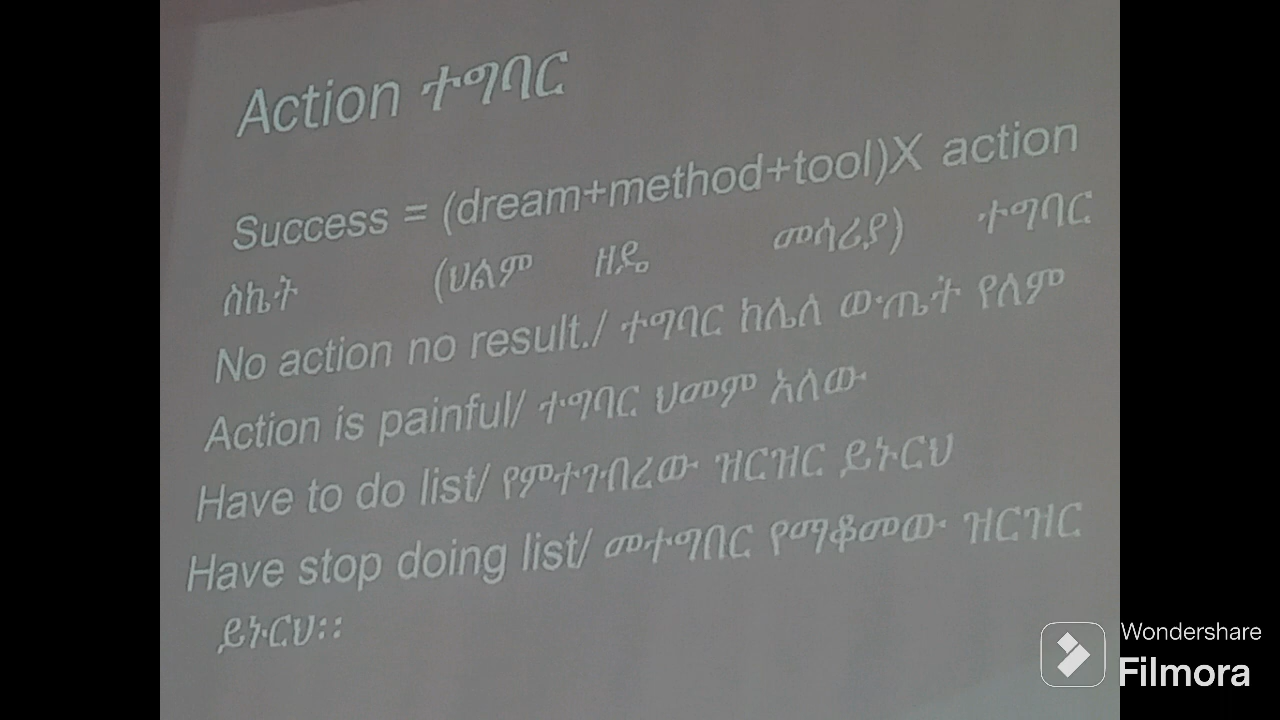 Action ተግባር
Success = (dream+method+tool)X action
ስኬት (ህልም ዘዴ መሳሪያ) ተግባር
No action no result./ ተግባር ከሌለ ውጤት የለም
Action is painful/ ተግባር ህመም አለው
Have to do list/ የምተገብረው ዝርዝር ይኑርህ
Have stop doing list/ መተግበር የማቆመው ዝርዝር
ይኑርህ፡፡
Wondershare
Filmora